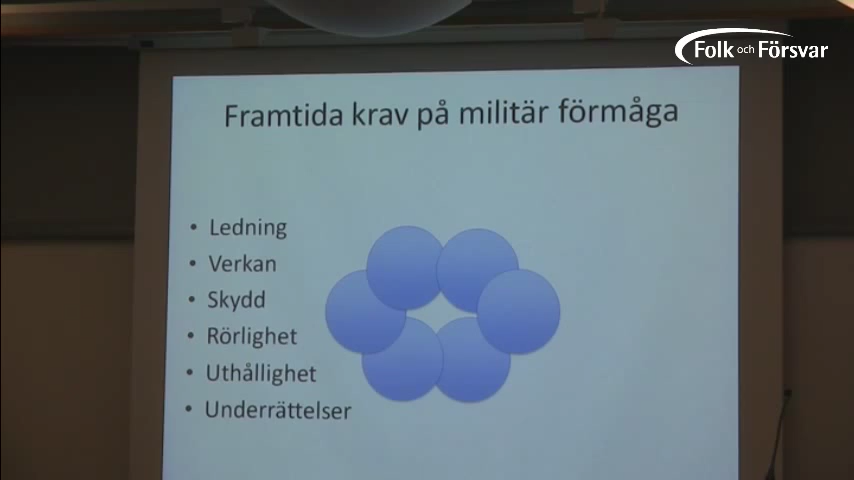 Folk och Försvar
Framtida krav på militär förmåga
• Ledning
• Verkan
• Skydd
• Rörlighet
• Uthållighet
• Underrättelser